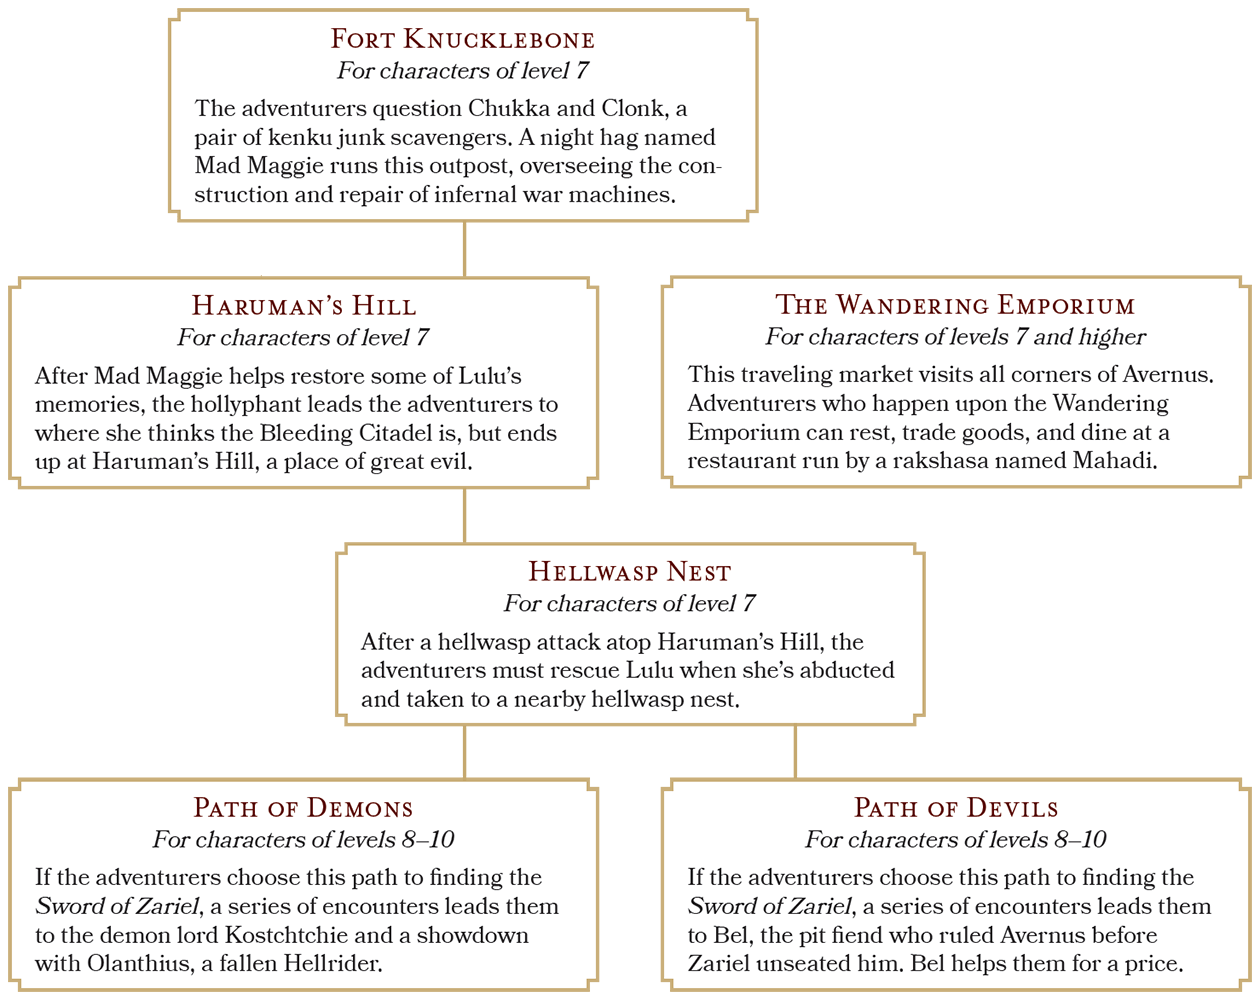 Fort Knucklebone
For characters of level 7
The adventurers question Chukka and Clonk, a
pair of kenku junk scavengers. A night hag named
Mad Maggie runs this outpost, overseeing the con-
struction and repair of infernal war machines.
Haruman's Hill
For characters of level 7
After Mad Maggie helps restore some of Lulu's
memories, the hollyphant leads the adventurers to
where she thinks the Bleeding Citadel is, but ends
up at Haruman's Hill, a place of great evil.
The Wandering Emporium
For characters of levels 7 and higher
This traveling market visits all corners of Avernus.
Adventurers who happen upon the Wandering
Emporium can rest, trade goods, and dine at a
restaurant run by a rakshasa named Mahadi.
Hellwasp Nest
For characters of level 7
After a hellwasp attack atop Haruman's Hill, the
adventurers must rescue Lulu when she's abducted
and taken to a nearby hellwasp nest.
Path of Demons
For characters of levels 8–10
If the adventurers choose this path to finding the
Sword of Zariel, a series of encounters leads them
to the demon lord Kostchtchie and a showdown
with Olanthius, a fallen Hellrider.
Path of Devils
For characters of levels 8–10
If the adventurers choose this path to finding the
Sword of Zariel, a series of encounters leads them
to Bel, the pit fiend who ruled Avernus before
Zariel unseated him. Bel helps them for a price.